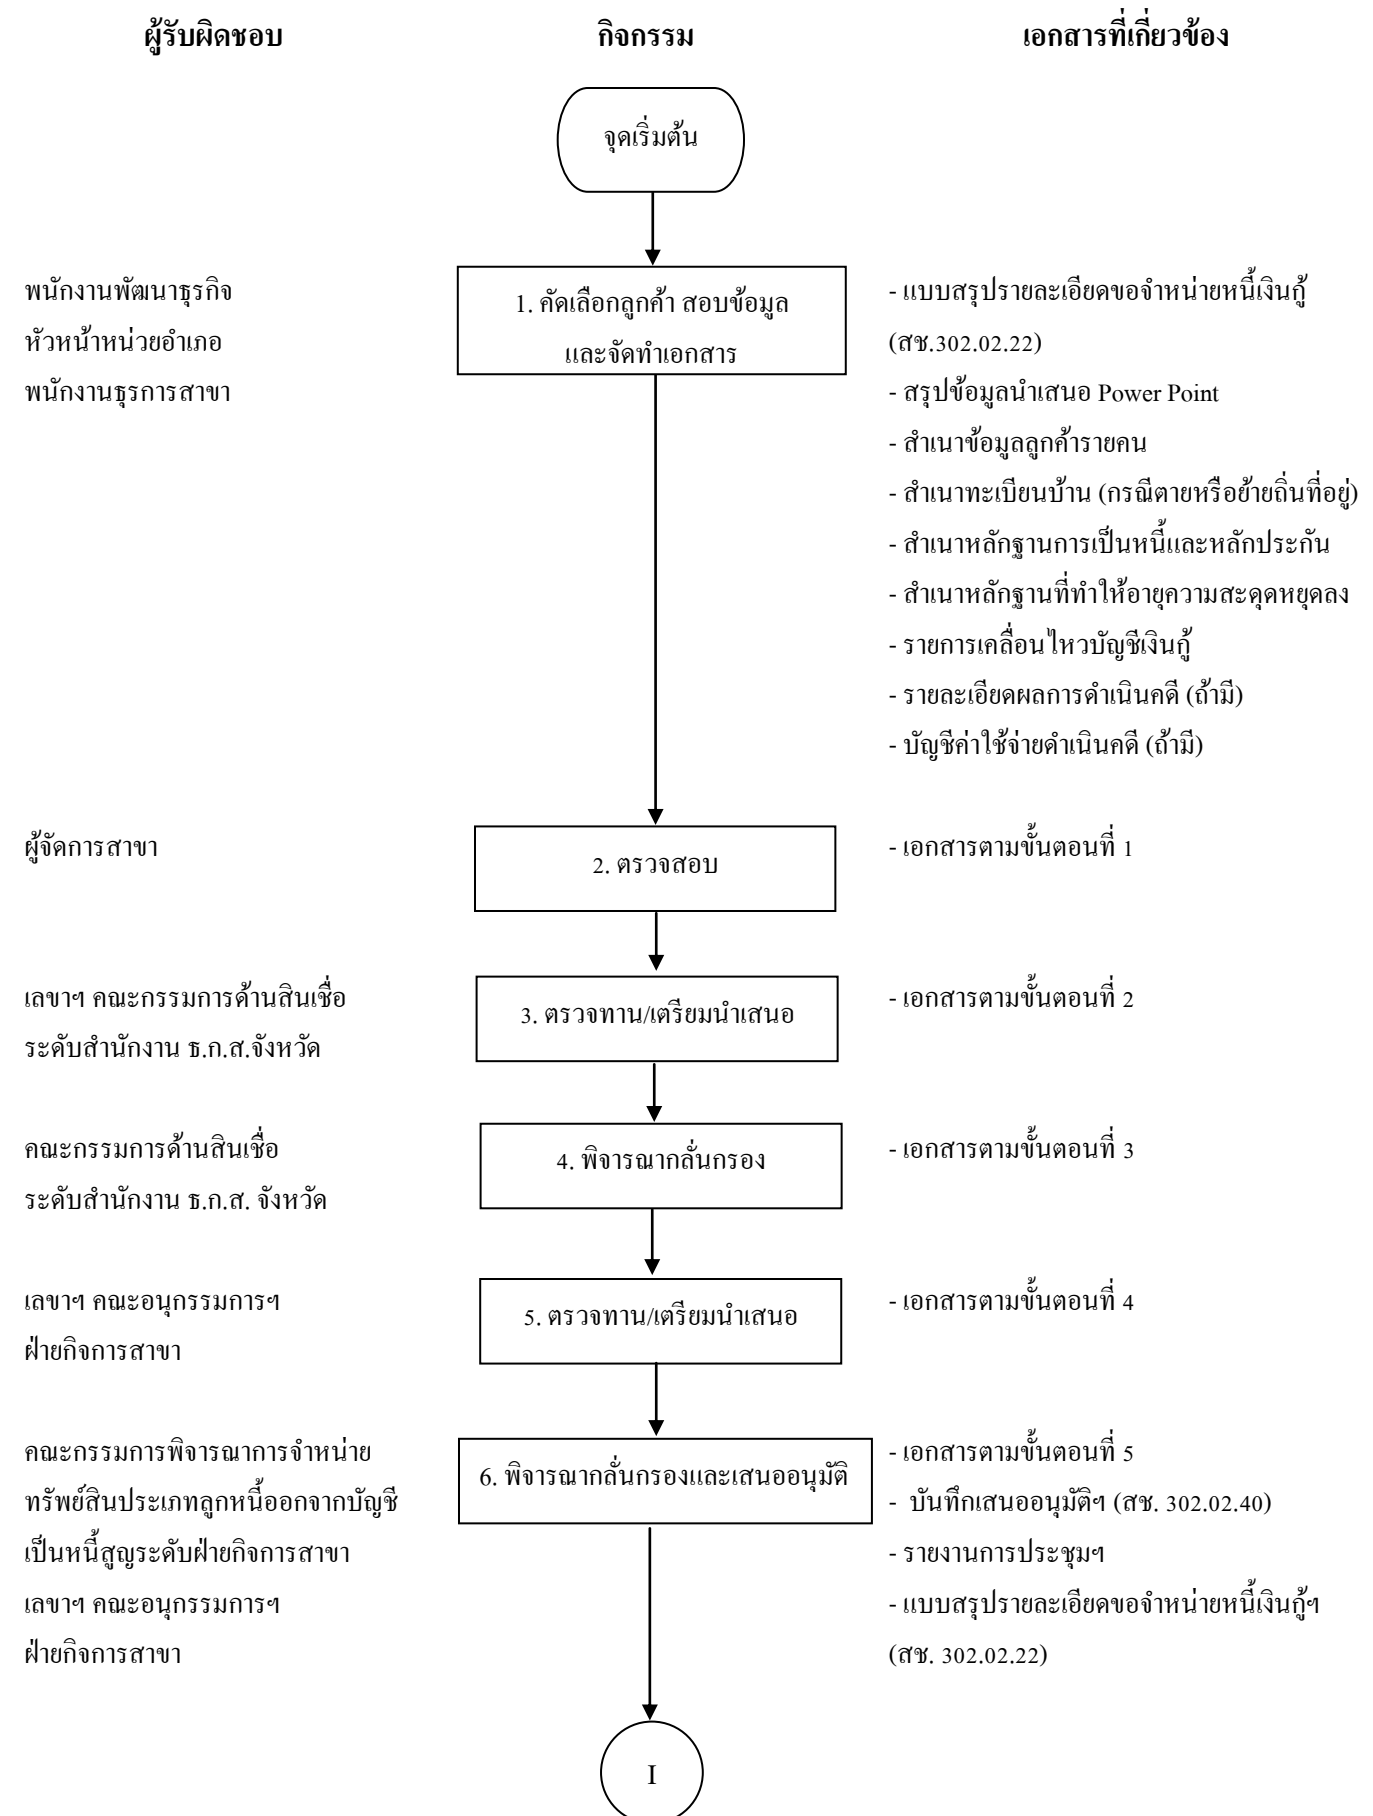 ผู้รับผิดชอบ กิจกรรม เอกสารที่เกี่ยวข้อง
จุดเริ่มต้น
พนักงานพัฒนาธุรกิจ
หัวหน้าหน่วยอำเภอ
พนักงานธุรการสาขา
1. คัดเลือกลูกค้า สอบข้อมูล
และจัดทำเอกสาร
- แบบสรุปรายละเอียดขอจำหน่ายหนี้เงินกู้
(สช.302.02.22)
- สรุปข้อมูลนำเสนอ Power Point
- สำเนาข้อมูลลูกค้ารายคน
- สำเนาทะเบียนบ้าน (กรณีตายหรือย้ายถิ่นที่อยู่)
- สำเนาหลักฐานการเป็นหนี้และหลักประกัน
- สำเนาหลักฐานที่ทำให้อายุความสะดุดหยุดลง
- รายการเคลื่อนไหวบัญชีเงินกู้
- รายละเอียดผลการดำเนินคดี (ถ้ามี)
- บัญชีค่าใช้จ่ายดำเนินคดี (ถ้ามี)
ผู้จัดการสาขา
2. ตรวจสอบ
- เอกสารตามขั้นตอนที่ 1
เลขาฯ คณะกรรมการด้านสินเชื่อ
ระดับสำนักงาน ธ.ก.ส.จังหวัด
3. ตรวจทาน/เตรียมนำเสนอ
- เอกสารตามขั้นตอนที่ 2
คณะกรรมการด้านสินเชื่อ
ระดับสำนักงาน ธ.ก.ส. จังหวัด
4. พิจารณากลั่นกรอง
- เอกสารตามขั้นตอนที่ 3
เลขาฯ คณะอนุกรรมการฯ
ฝ่ายกิจการสาขา
5. ตรวจทาน/เตรียมนำเสนอ
- เอกสารตามขั้นตอนที่ 4
คณะกรรมการพิจารณาการจำหน่าย
ทรัพย์สินประเภทลูกหนี้ออกจากบัญชี
เป็นหนี้สูญระดับฝ่ายกิจการสาขา
เลขาฯ คณะอนุกรรมการฯ
ฝ่ายกิจการสาขา
6. พิจารณากลั่นกรองและเสนออนุมัติ
- เอกสารตามขั้นตอนที่ 5
- บันทึกเสนออนุมัติฯ (สช. 302.02.40)
- รายงานการประชุมฯ
- แบบสรุปรายละเอียดขอจำหน่ายหนี้เงินกู้ฯ
(สช. 302.02.22)
I